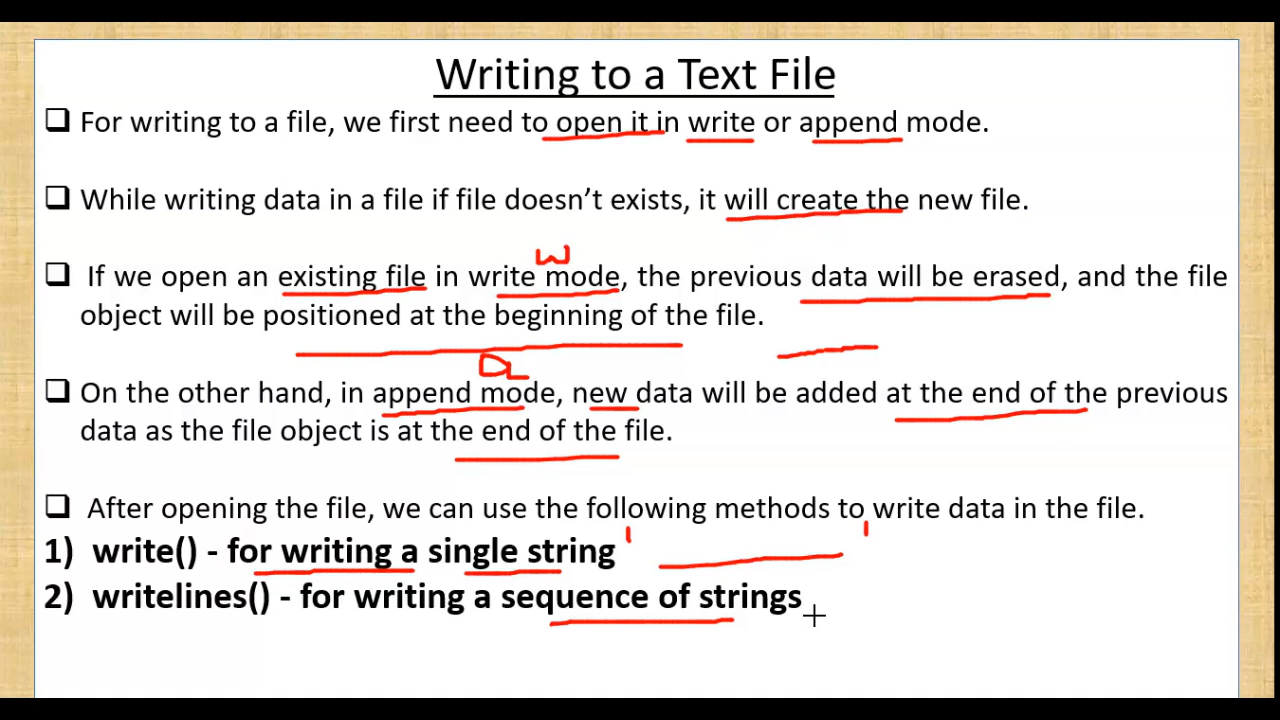 Writing to a Text File
❑ For writing to a file, we first need to open it in write or append mode.
❑ While writing data in a file if file doesn’t exists, it will create the new file.
w
❑ If we open an existing file in write mode, the previous data will be erased, and the file
object will be positioned at the beginning of the file.
a
❑ On the other hand, in append mode, new data will be added at the end of the previous
data as the file object is at the end of the file.
❑ After opening the file, we can use the following methods to write data in the file.
1) write() - for writing a single string ' '
2) writelines() - for writing a sequence of strings